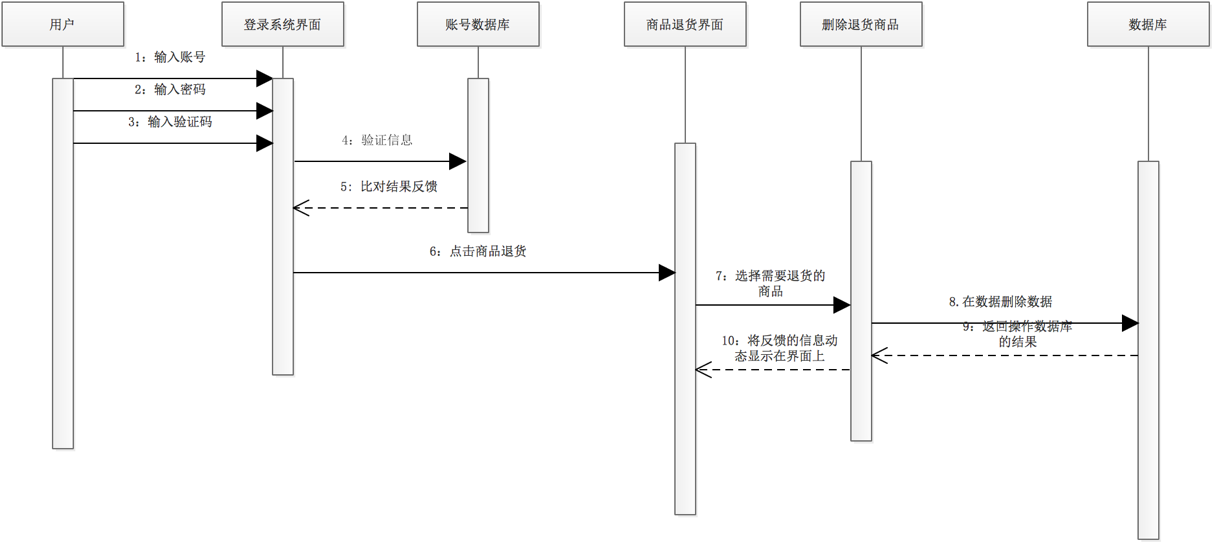 用户
登录系统界面
账号数据库
商品退货界面
删除退货商品
数据库
1：输入账号
2：输入密码
3：输入验证码
4：验证信息
5：比对结果反馈
6：点击商品退货
7：选择需要退货的
商品
8.在数据删除数据
9：返回操作数据库
的结果
10：将反馈的信息动
态显示在界面上